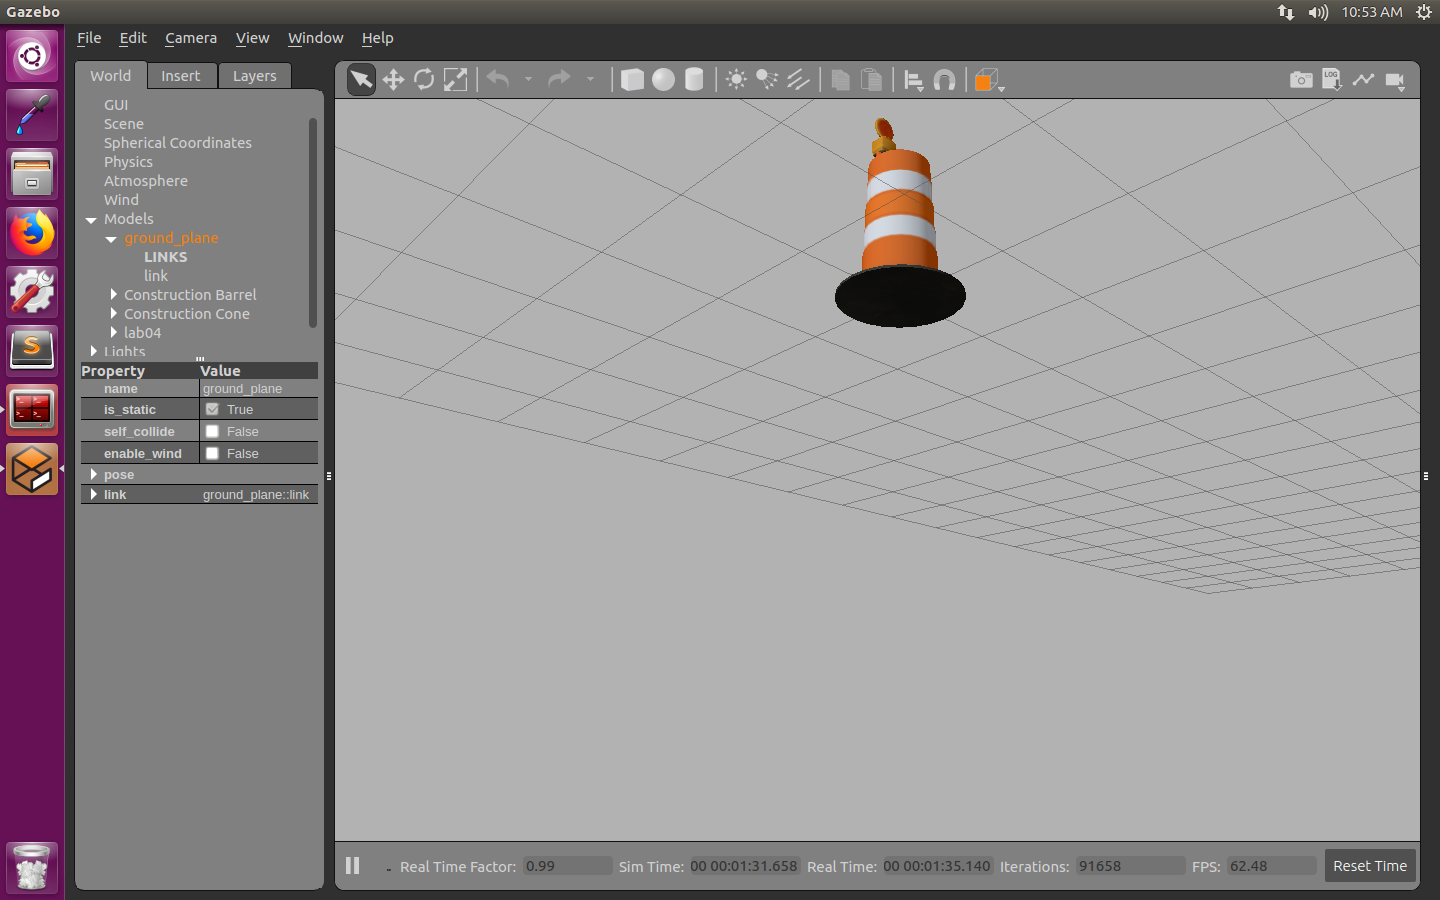 Gazebo
10:53 AM
File Edit Camera View Window Help
World Insert Layers
GUI
Scene
Spherical Coordinates
Physics
Atmosphere
Wind
Models
ground_plane
LINKS
link
Construction Barrel
Construction Cone
lab04
Lights
Property Value
name ground_plane
is_static True
self_collide False
enable_wind False
pose
link ground_plane::link
LOG
Real Time Factor: 0.99 Sim Time: 00 00:01:31.658 Real Time: 00 00:01:35.140 Iterations: 91658 FPS: 62.48 Reset Time